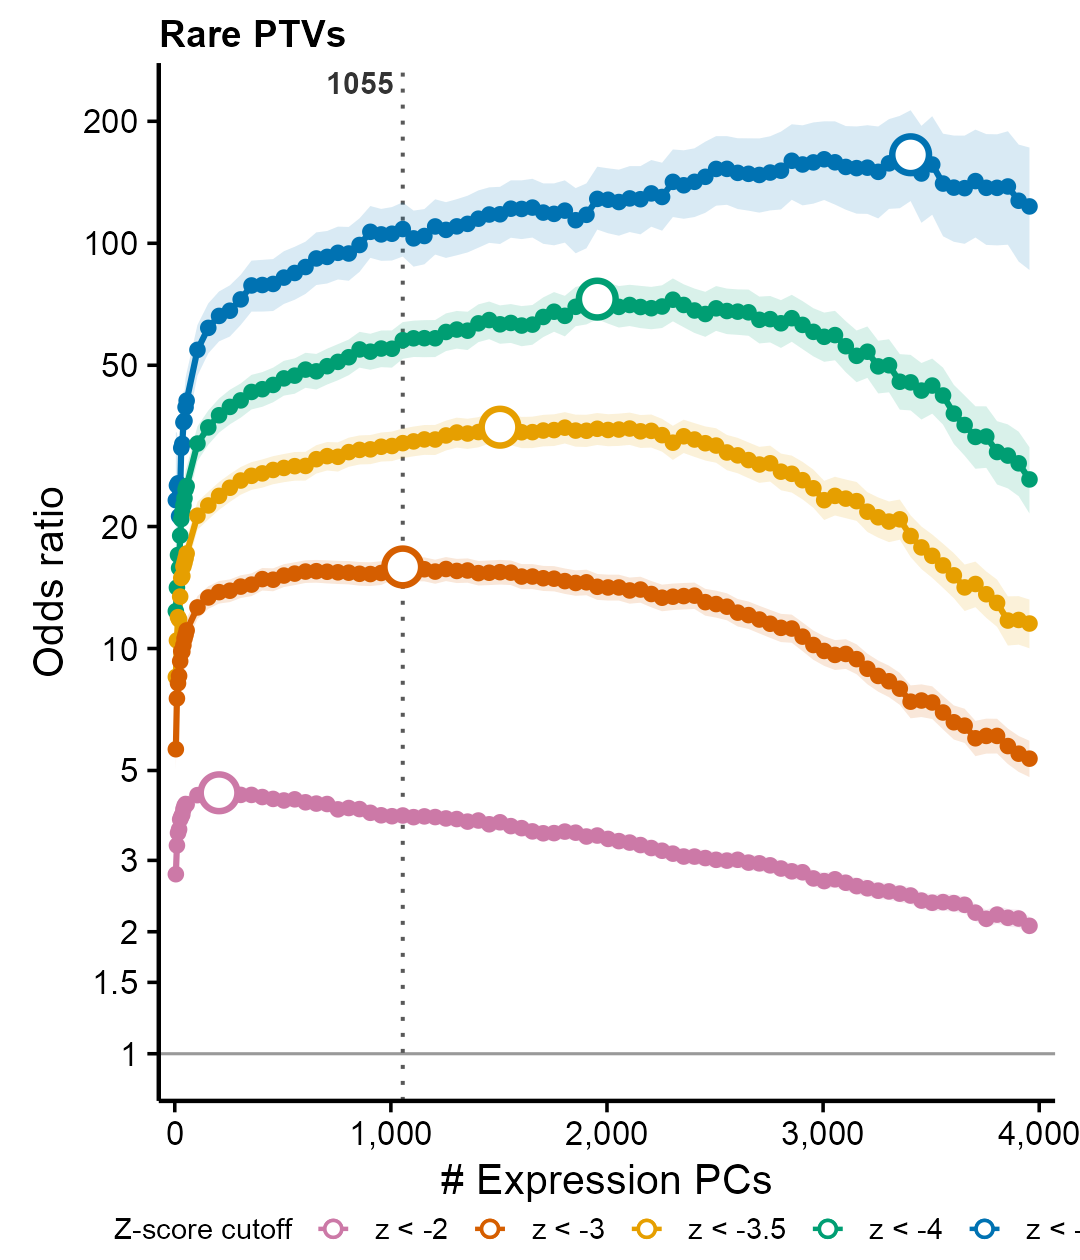 Rare PTVs
1055
200
100
50
20
10
5
3
2
1.5
1
Odds ratio
0 1,000 2,000 3,000 4,000
# Expression PCs
Z-score cutoff z < -2 z < -3 z < -3.5 z < -4 z < -